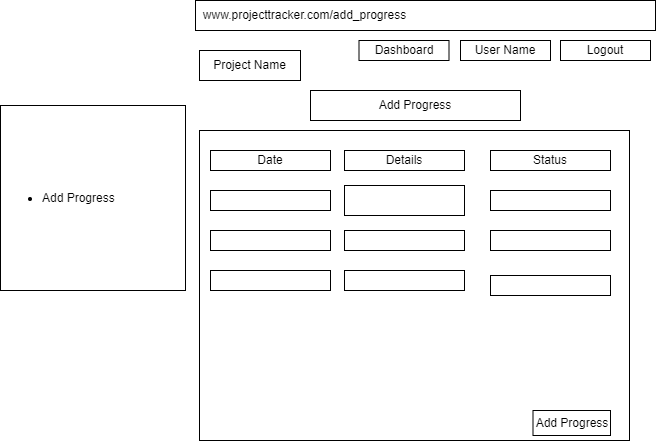 www.projecttracker.com/add_progress
Dashboard
User Name
Logout
Project Name
Add Progress
Add Progress
Date
Details
Status
Add Progress